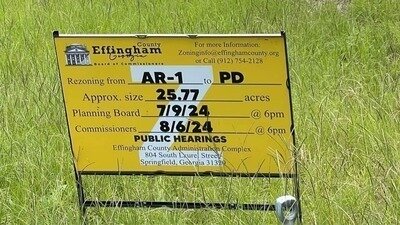 County
Effingham
Georgia
Board of Commissioners
For more Information:
Zoninginfo@effinghamcounty.org
or Call (912) 754-2128
Rezoning from AR-1 to PD
Approx. size 25.77 acres
Planning Board 7/9/24 @ 6pm
Commissioners 8/6/24 @ 6pm
PUBLIC HEARINGS
Effingham County Administration Complex
804 South Laurel Street
Springfield, Georgia 31329